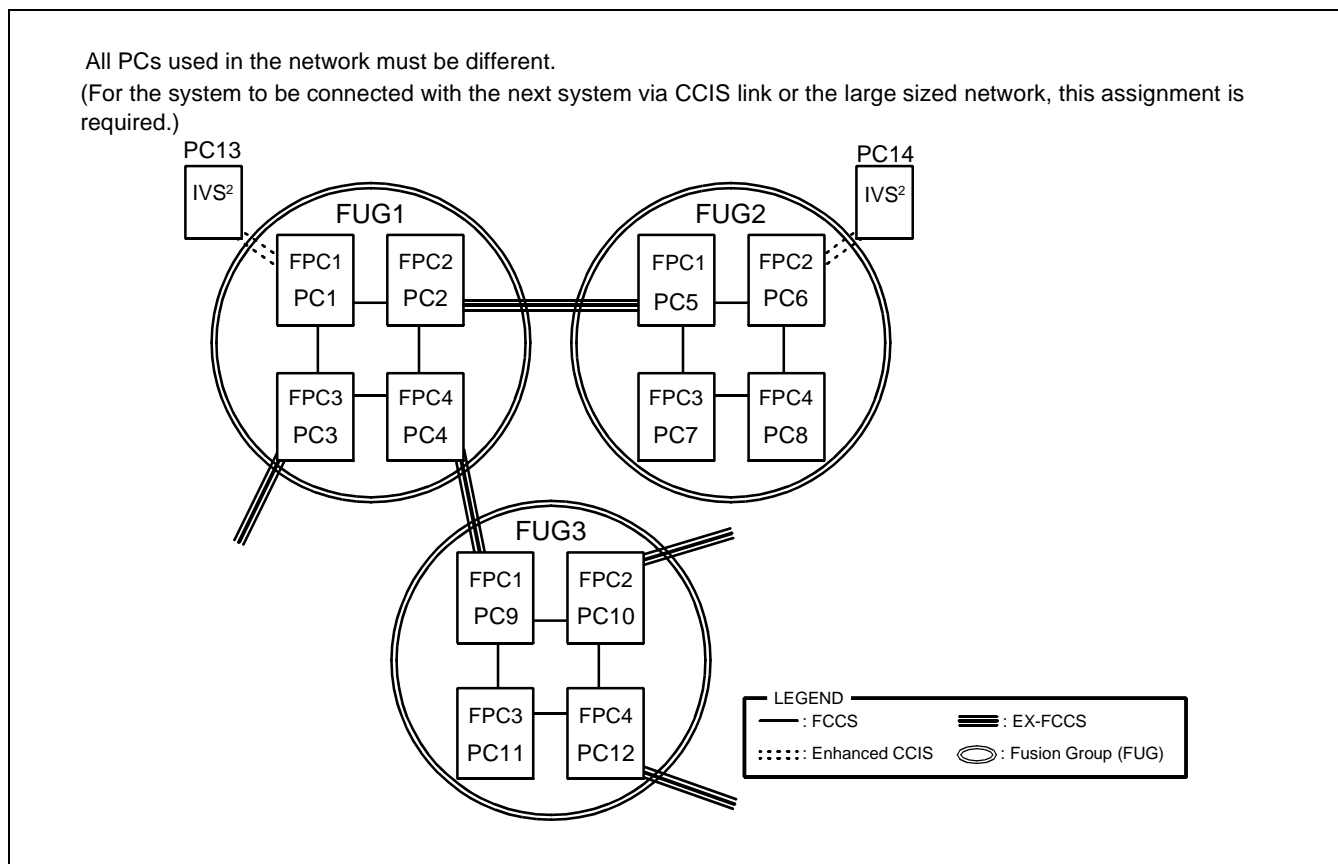 All PCs used in the network must be different.
(For the system to be connected with the next system via CCIS link or the large sized network, this assignment is
required.)
PC13
IVS²
PC14
IVS²
FUG1
FPC1
PC1
FPC2
PC2
FPC3
PC3
FPC4
PC4
FUG2
FPC1
PC5
FPC2
PC6
FPC3
PC7
FPC4
PC8
FUG3
FPC1
PC9
FPC2
PC10
FPC3
PC11
FPC4
PC12
LEGEND
: FCCS
: EX-FCCS
: Enhanced CCIS
: Fusion Group (FUG)